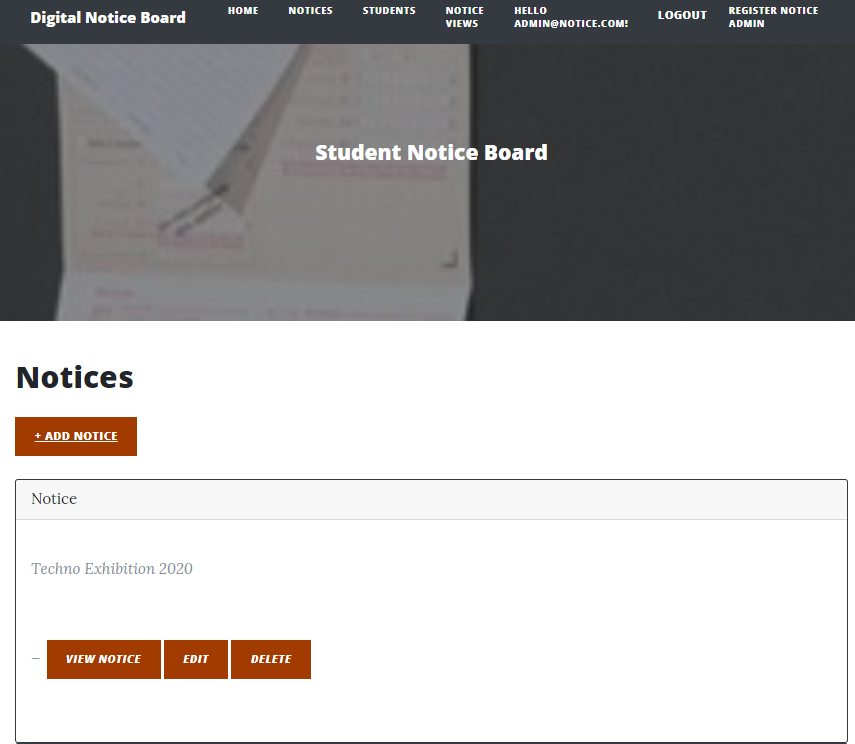 Digital Notice Board
HOME
NOTICES
STUDENTS
NOTICE
VIEWS
HELLO
ADMIN@NOTICE.COM!
LOGOUT
REGISTER NOTICE
ADMIN
Student Notice Board
Notices
+ ADD NOTICE
Notice
Techno Exhibition 2020
– VIEW NOTICE EDIT DELETE